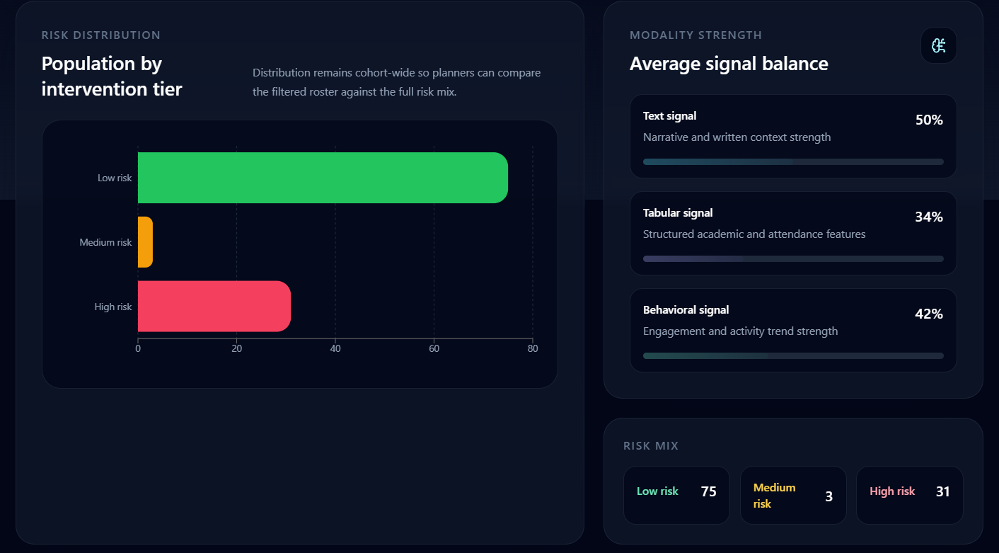 RISK DISTRIBUTION
Population by
intervention tier
Distribution remains cohort-wide so planners can compare
the filtered roster against the full risk mix.
Low risk
Medium risk
High risk
0 20 40 60 80
MODALITY STRENGTH
Average signal balance
Text signal
50%
Narrative and written context strength
Tabular signal
34%
Structured academic and attendance features
Behavioral signal
42%
Engagement and activity trend strength
RISK MIX
Low risk 75
Medium
risk
3
High risk 31